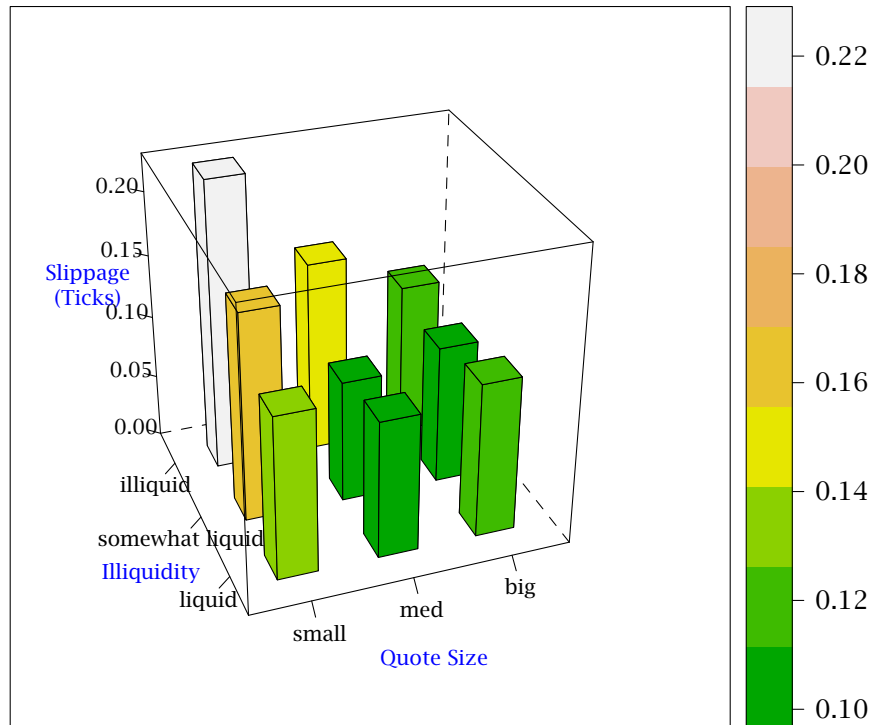 0.20
0.15
Slippage
(Ticks)
0.10
0.05
0.00
illiquid
somewhat liquid
Illiquidity
liquid
small
med
big
Quote Size
0.22
0.20
0.18
0.16
0.14
0.12
0.10